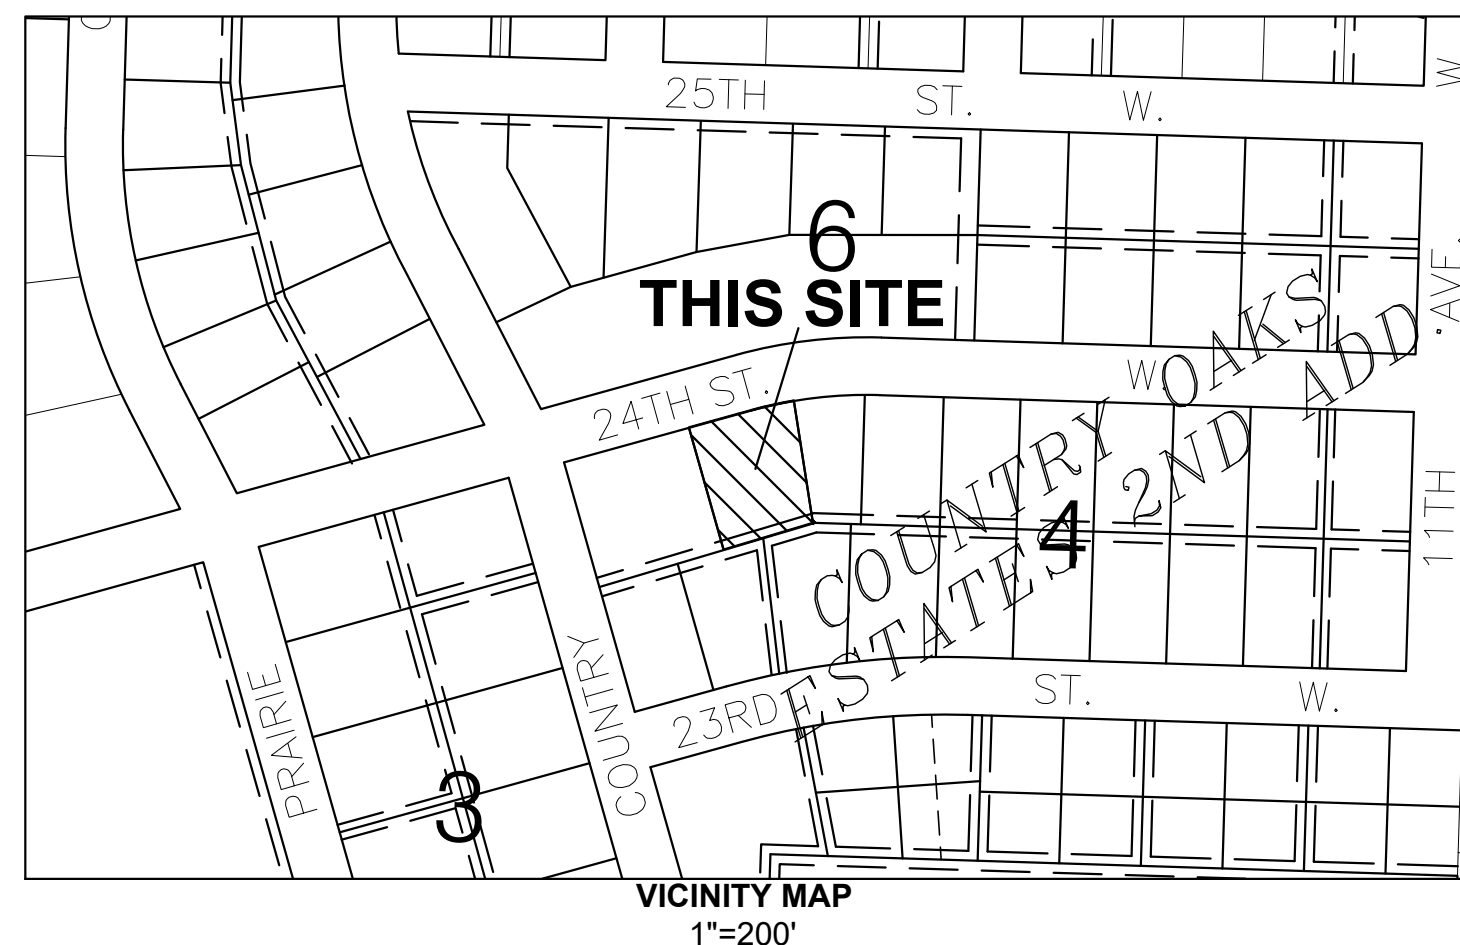 25TH ST. W.
W
6
THIS SITE
AVE.
24TH ST. W.
COUNTRY OAKS
ESTATES 2ND ADD.
4
11TH
23RD ST. W.
PRAIRIE
COUNTRY
3
VICINITY MAP
1"=200'